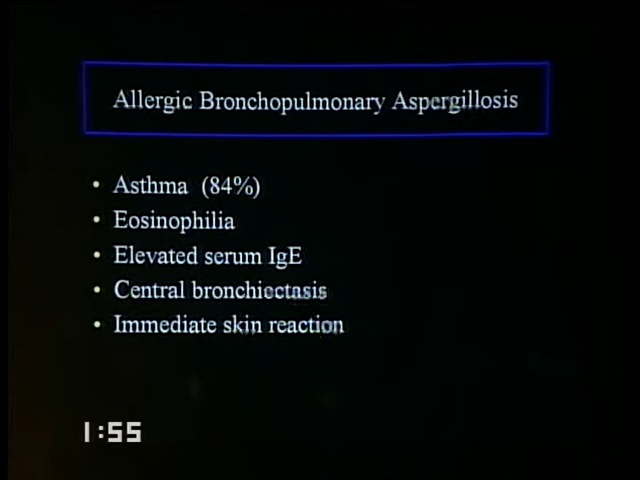 Allergic Bronchopulmonary Aspergillosis
• Asthma (84%)
• Eosinophilia
• Elevated serum IgE
• Central bronchiectasis
• Immediate skin reaction
1:55